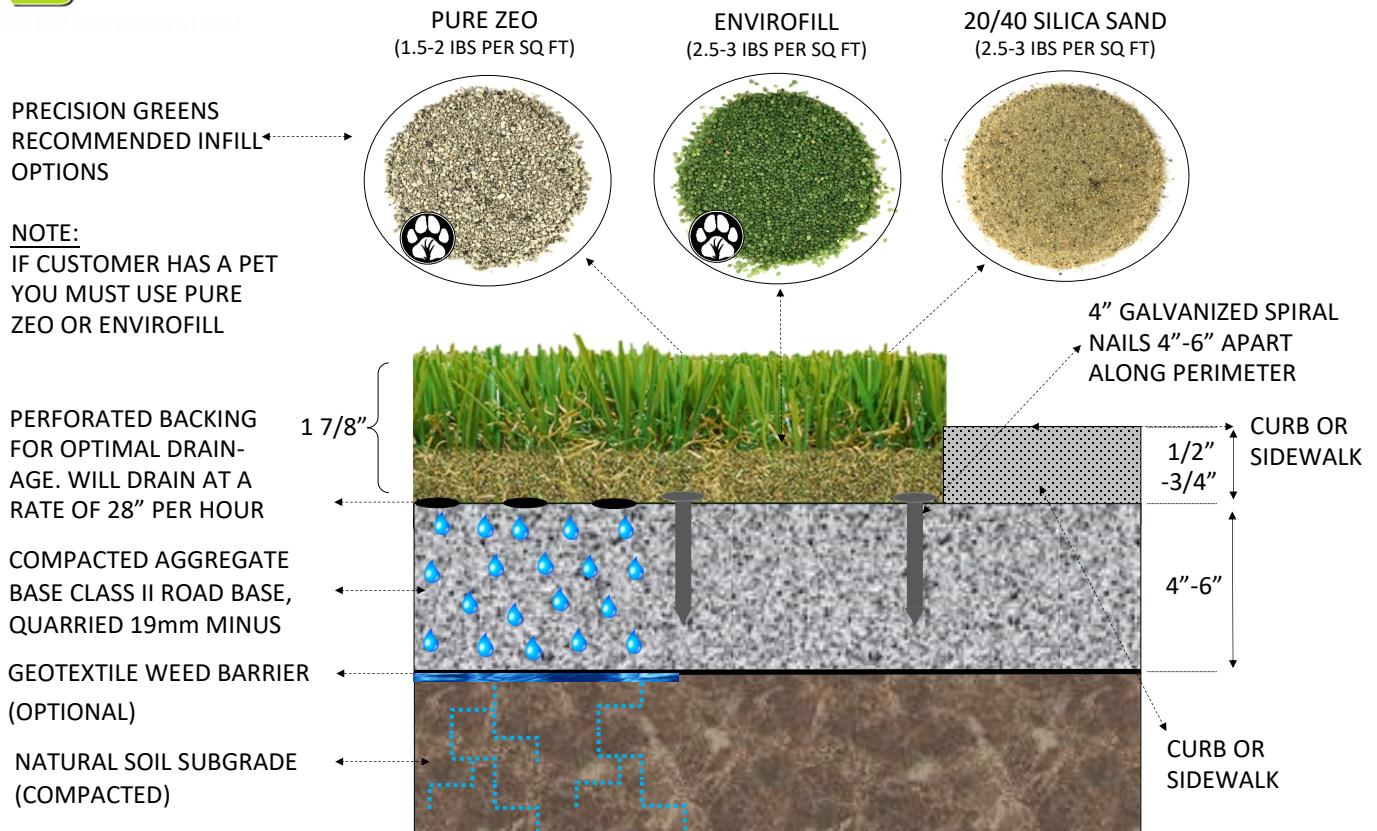 PURE ZEO
(1.5-2 IBS PER SQ FT)
ENVIROFILL
(2.5-3 IBS PER SQ FT)
20/40 SILICA SAND
(2.5-3 IBS PER SQ FT)
PRECISION GREENS
RECOMMENDED INFILL
OPTIONS
NOTE:
IF CUSTOMER HAS A PET
YOU MUST USE PURE
ZEO OR ENVIROFILL
4” GALVANIZED SPIRAL
NAILS 4”-6” APART
ALONG PERIMETER
PERFORATED BACKING
FOR OPTIMAL DRAIN-
AGE. WILL DRAIN AT A
RATE OF 28” PER HOUR
1 7/8”
CURB OR
SIDEWALK
1/2”
-3/4”
COMPACTED AGGREGATE
BASE CLASS II ROAD BASE,
QUARRIED 19mm MINUS
4”-6”
GEOTEXTILE WEED BARRIER
(OPTIONAL)
NATURAL SOIL SUBGRADE
(COMPACTED)
CURB OR
SIDEWALK